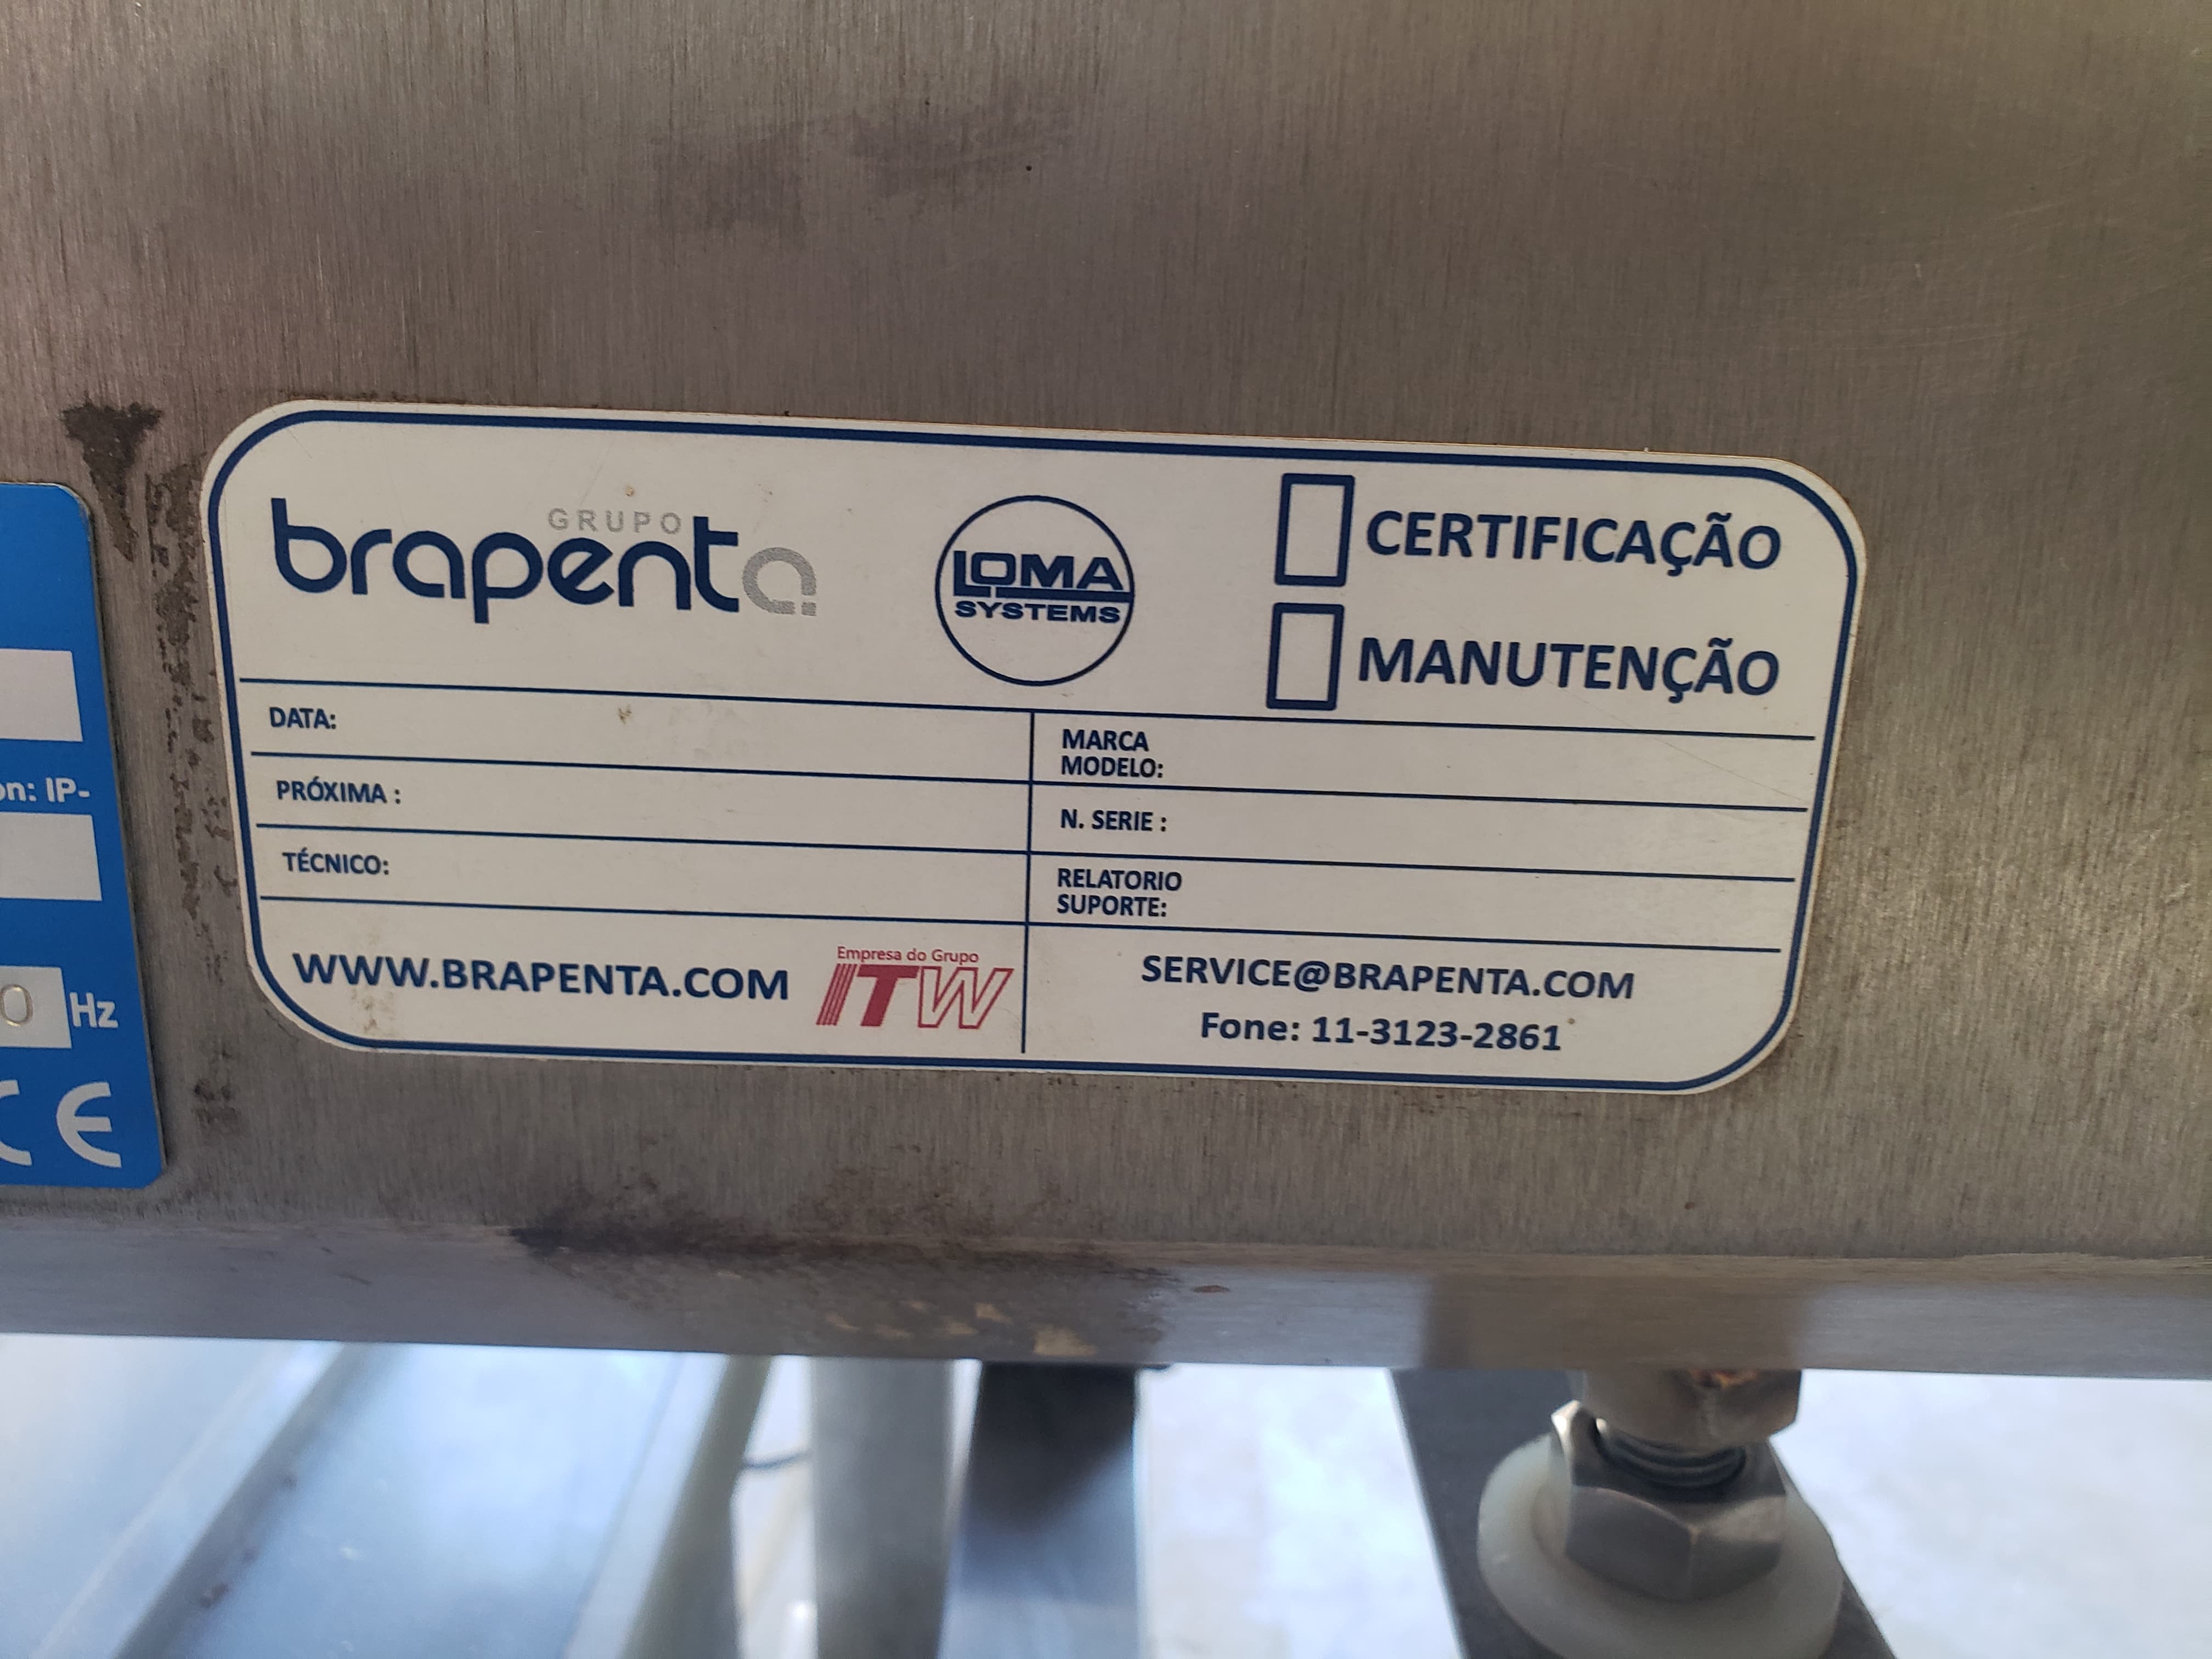 GRUPO
brapenta
LOMA
SYSTEMS
CERTIFICAÇÃO
MANUTENÇÃO
DATA:
MARCA
MODELO:
PRÓXIMA :
N. SERIE :
TÉCNICO:
RELATORIO
SUPORTE:
WWW.BRAPENTA.COM
Empresa do Grupo
ITW
SERVICE@BRAPENTA.COM
Fone: 11-3123-2861
IP-
Hz
CE